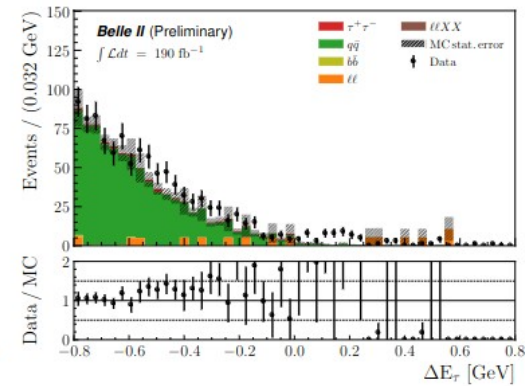 Belle II (Preliminary)
∫ ℒdt = 190 fb⁻¹
τ⁺τ⁻
qq̄
bb̄
ℓℓ
ℓℓXX
MC stat. error
Data
Events / (0.032 GeV)
150
125
100
75
50
25
0
Data / MC
2
1
0
−0.8 −0.6 −0.4 −0.2 0.0 0.2 0.4 0.6 0.8
ΔE_τ [GeV]